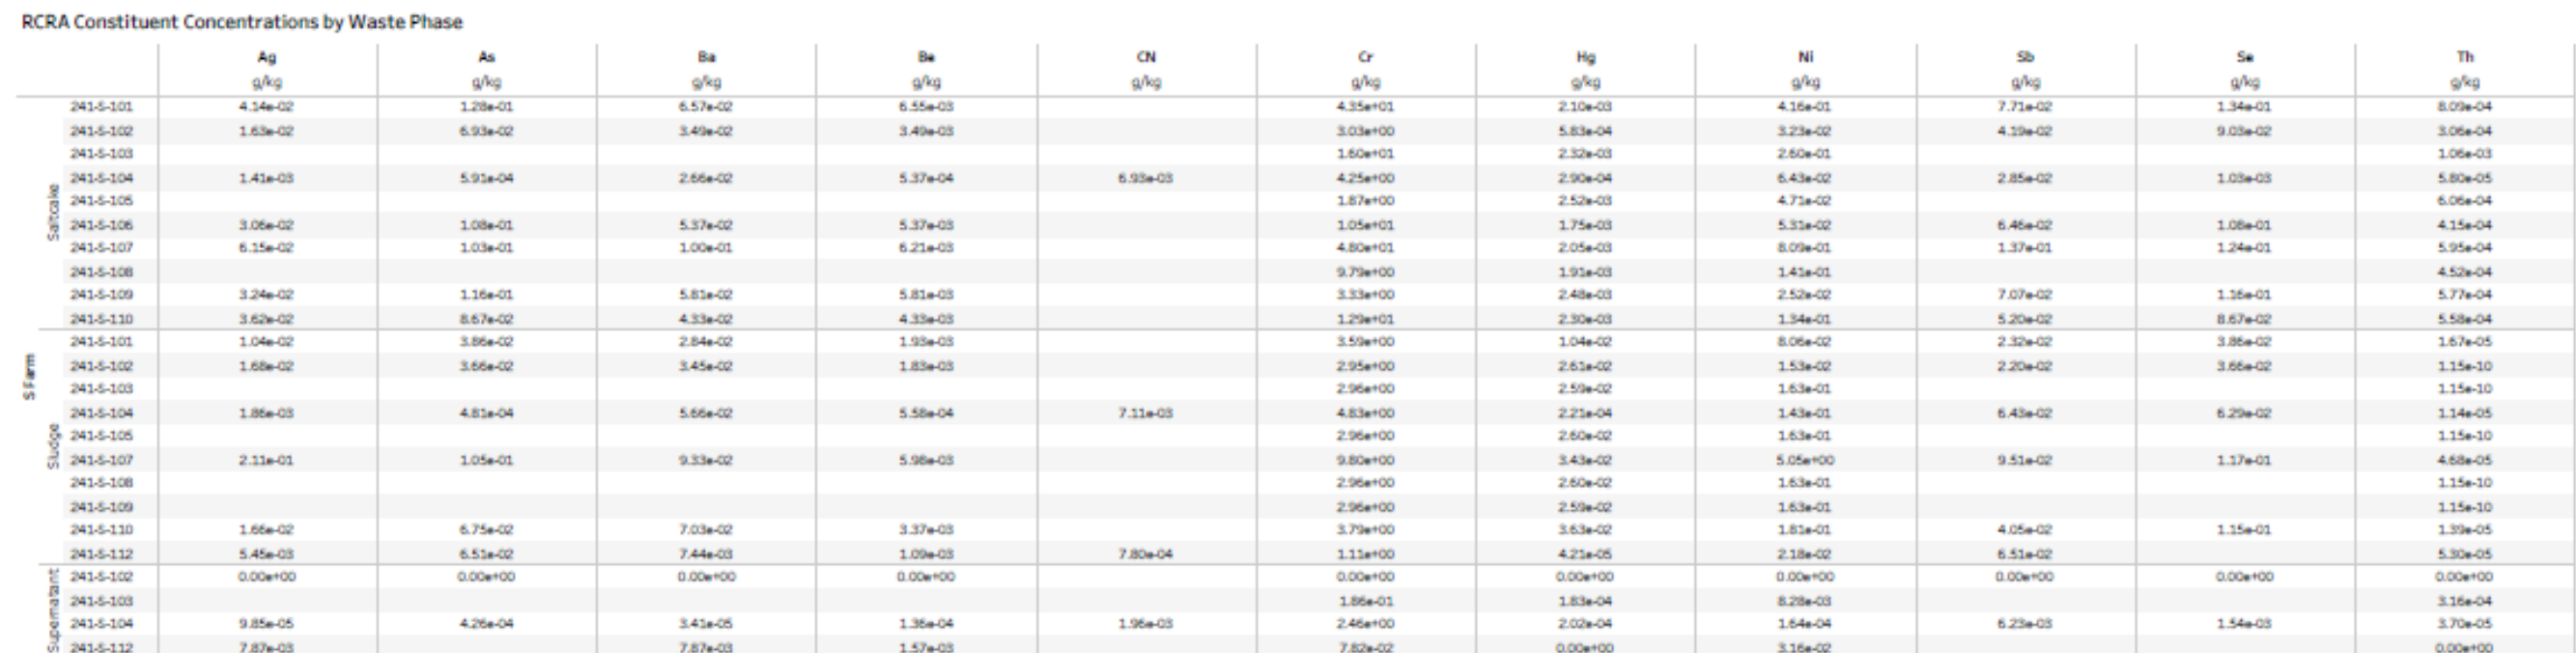 RCRA Constituent Concentrations by Waste Phase
Ag As Ba Be CN Cr Hg Ni Sb Se Th
g/kg g/kg g/kg g/kg g/kg g/kg g/kg g/kg g/kg g/kg g/kg
S Farm
Saltcake
241-S-101 4.14e-02 1.28e-01 6.57e-02 6.55e-03 4.35e+01 2.10e-03 4.16e-01 7.71e-02 1.34e-01 8.09e-04
241-S-102 1.63e-02 6.93e-02 3.49e-02 3.49e-03 3.03e+00 5.83e-04 3.23e-02 4.19e-02 9.03e-02 3.06e-04
241-S-103 1.60e+01 2.32e-03 2.60e-01 1.06e-03
241-S-104 1.41e-03 5.91e-04 2.66e-02 5.37e-04 6.93e-03 4.25e+00 2.90e-04 6.43e-02 2.85e-02 1.03e-03 5.80e-05
241-S-105 1.87e+00 2.52e-03 4.71e-02 6.06e-04
241-S-106 3.06e-02 1.08e-01 5.37e-02 5.37e-03 1.05e+01 1.75e-03 5.31e-02 6.46e-02 1.08e-01 4.15e-04
241-S-107 6.15e-02 1.03e-01 1.00e-01 6.21e-03 4.80e+01 2.05e-03 8.09e-01 1.37e-01 1.24e-01 5.95e-04
241-S-108 9.79e+00 1.91e-03 1.41e-01 4.52e-04
241-S-109 3.24e-02 1.16e-01 5.81e-02 5.81e-03 3.33e+00 2.48e-03 2.52e-02 7.07e-02 1.16e-01 5.77e-04
241-S-110 3.62e-02 8.67e-02 4.33e-02 4.33e-03 1.29e+01 2.30e-03 1.34e-01 5.20e-02 8.67e-02 5.58e-04
Sludge
241-S-101 1.04e-02 3.86e-02 2.84e-02 1.93e-03 3.59e+00 1.04e-02 8.06e-02 2.32e-02 3.86e-02 1.67e-05
241-S-102 1.68e-02 3.66e-02 3.45e-02 1.83e-03 2.95e+00 2.61e-02 1.53e-02 2.20e-02 3.66e-02 1.15e-10
241-S-103 2.96e+00 2.59e-02 1.63e-01 1.15e-10
241-S-104 1.86e-03 4.81e-04 5.66e-02 5.58e-04 7.11e-03 4.83e+00 2.21e-04 1.43e-01 6.43e-02 6.29e-02 1.14e-05
241-S-105 2.96e+00 2.60e-02 1.63e-01 1.15e-10
241-S-107 2.11e-01 1.05e-01 9.33e-02 5.98e-03 9.80e+00 3.43e-02 5.05e+00 9.51e-02 1.17e-01 4.68e-05
241-S-108 2.96e+00 2.60e-02 1.63e-01 1.15e-10
241-S-109 2.96e+00 2.59e-02 1.63e-01 1.15e-10
241-S-110 1.66e-02 6.75e-02 7.03e-02 3.37e-03 3.79e+00 3.63e-02 1.81e-01 4.05e-02 1.15e-01 1.39e-05
241-S-112 5.45e-03 6.51e-02 7.44e-03 1.09e-03 7.80e-04 1.11e+00 4.21e-05 2.18e-02 6.51e-02 5.30e-05
Supernatant
241-S-102 0.00e+00 0.00e+00 0.00e+00 0.00e+00 0.00e+00 0.00e+00 0.00e+00 0.00e+00 0.00e+00 0.00e+00
241-S-103 1.86e-01 1.83e-04 8.28e-03 3.16e-04
241-S-104 9.85e-05 4.26e-04 3.41e-05 1.36e-04 1.96e-03 2.46e+00 2.02e-04 1.64e-04 6.23e-03 1.54e-03 3.70e-05
241-S-112 7.87e-03 7.87e-03 1.57e-03 7.82e-02 0.00e+00 3.16e-02 0.00e+00